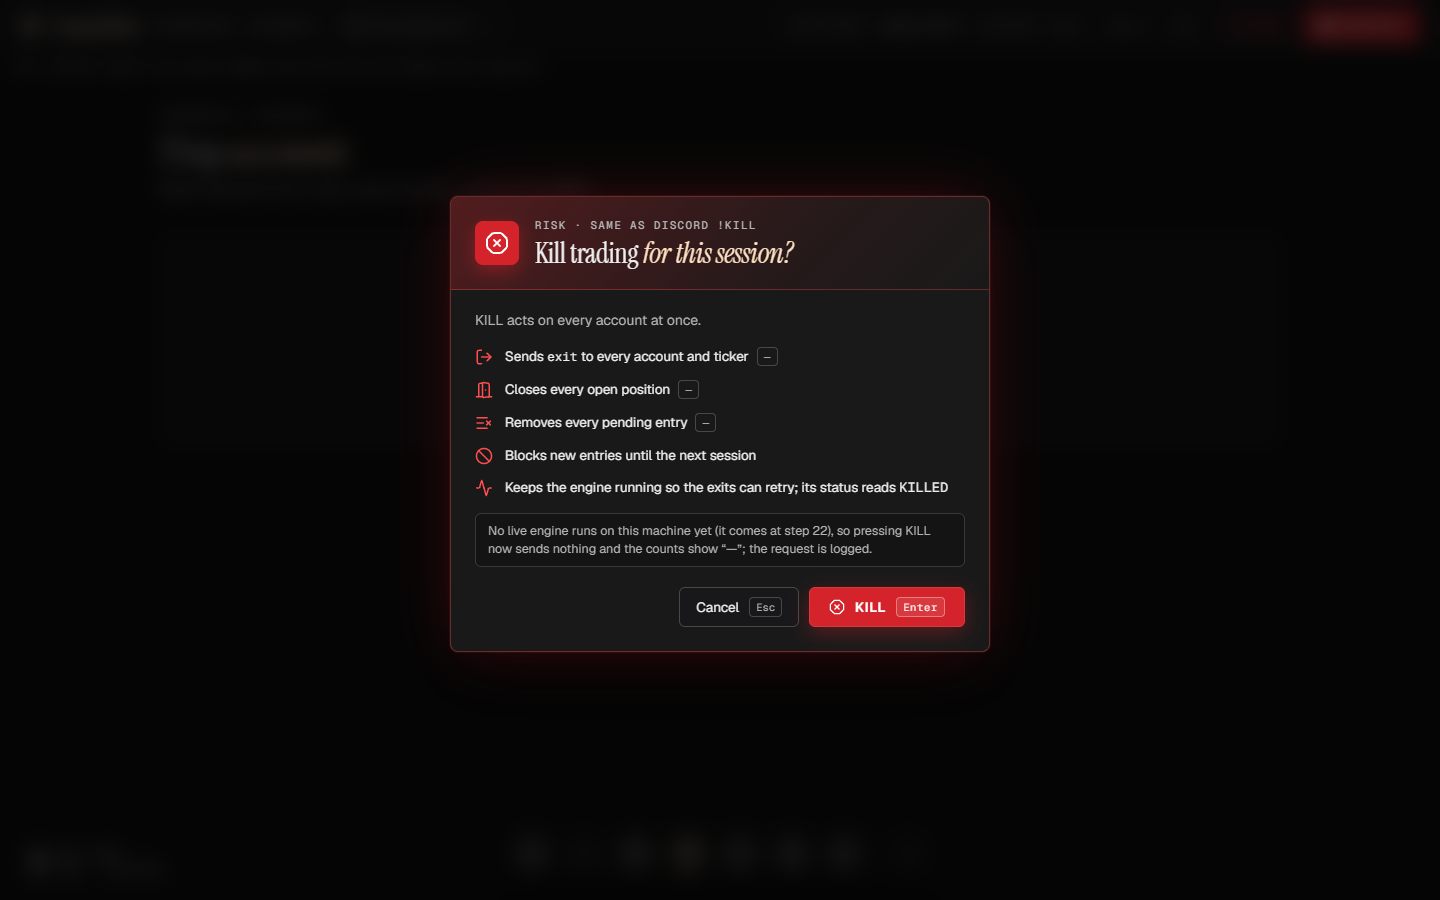 RISK · SAME AS DISCORD !KILL
Kill trading for this session?
KILL acts on every account at once.
Sends exit to every account and ticker —
Closes every open position —
Removes every pending entry —
Blocks new entries until the next session
Keeps the engine running so the exits can retry; its status reads KILLED
No live engine runs on this machine yet (it comes at step 22), so pressing KILL
now sends nothing and the counts show “—”; the request is logged.
Cancel Esc
KILL Enter